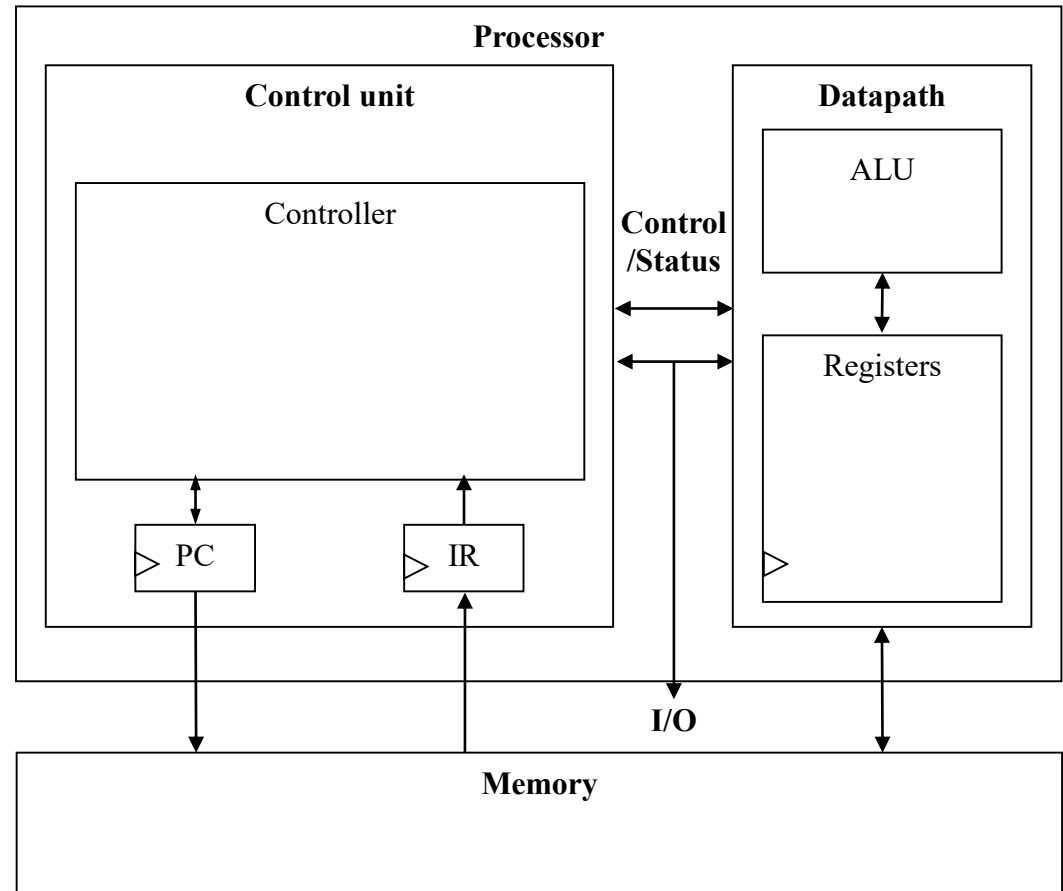 Processor
Control unit
Datapath
ALU
Controller
Control
/Status
Registers
PC
IR
I/O
Memory